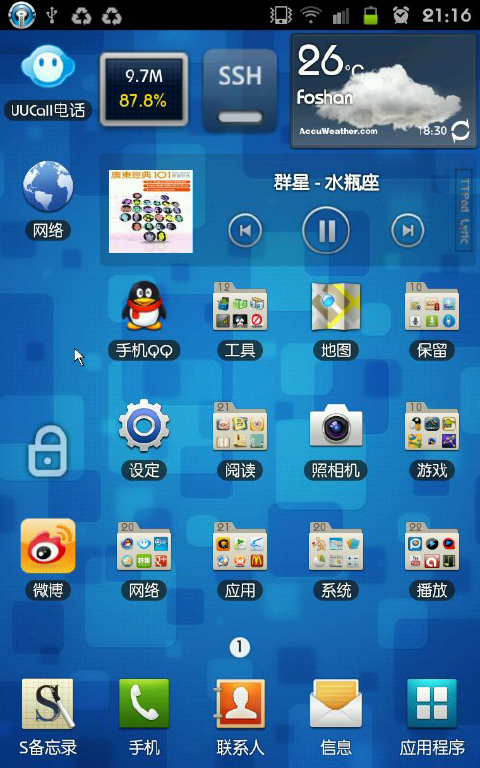 21:16
UUCall电话
9.7M
87.8%
SSH
26°C
foshan
AccuWeather.com
18:30
网络
廣東經典101
群星 - 水瓶座
TTPod Lyric
手机QQ
12
工具
地图
10
保留
设定
21
阅读
照相机
10
游戏
微博
20
网络
21
应用
20
系统
22
播放
1
S备忘录
手机
联系人
信息
应用程序